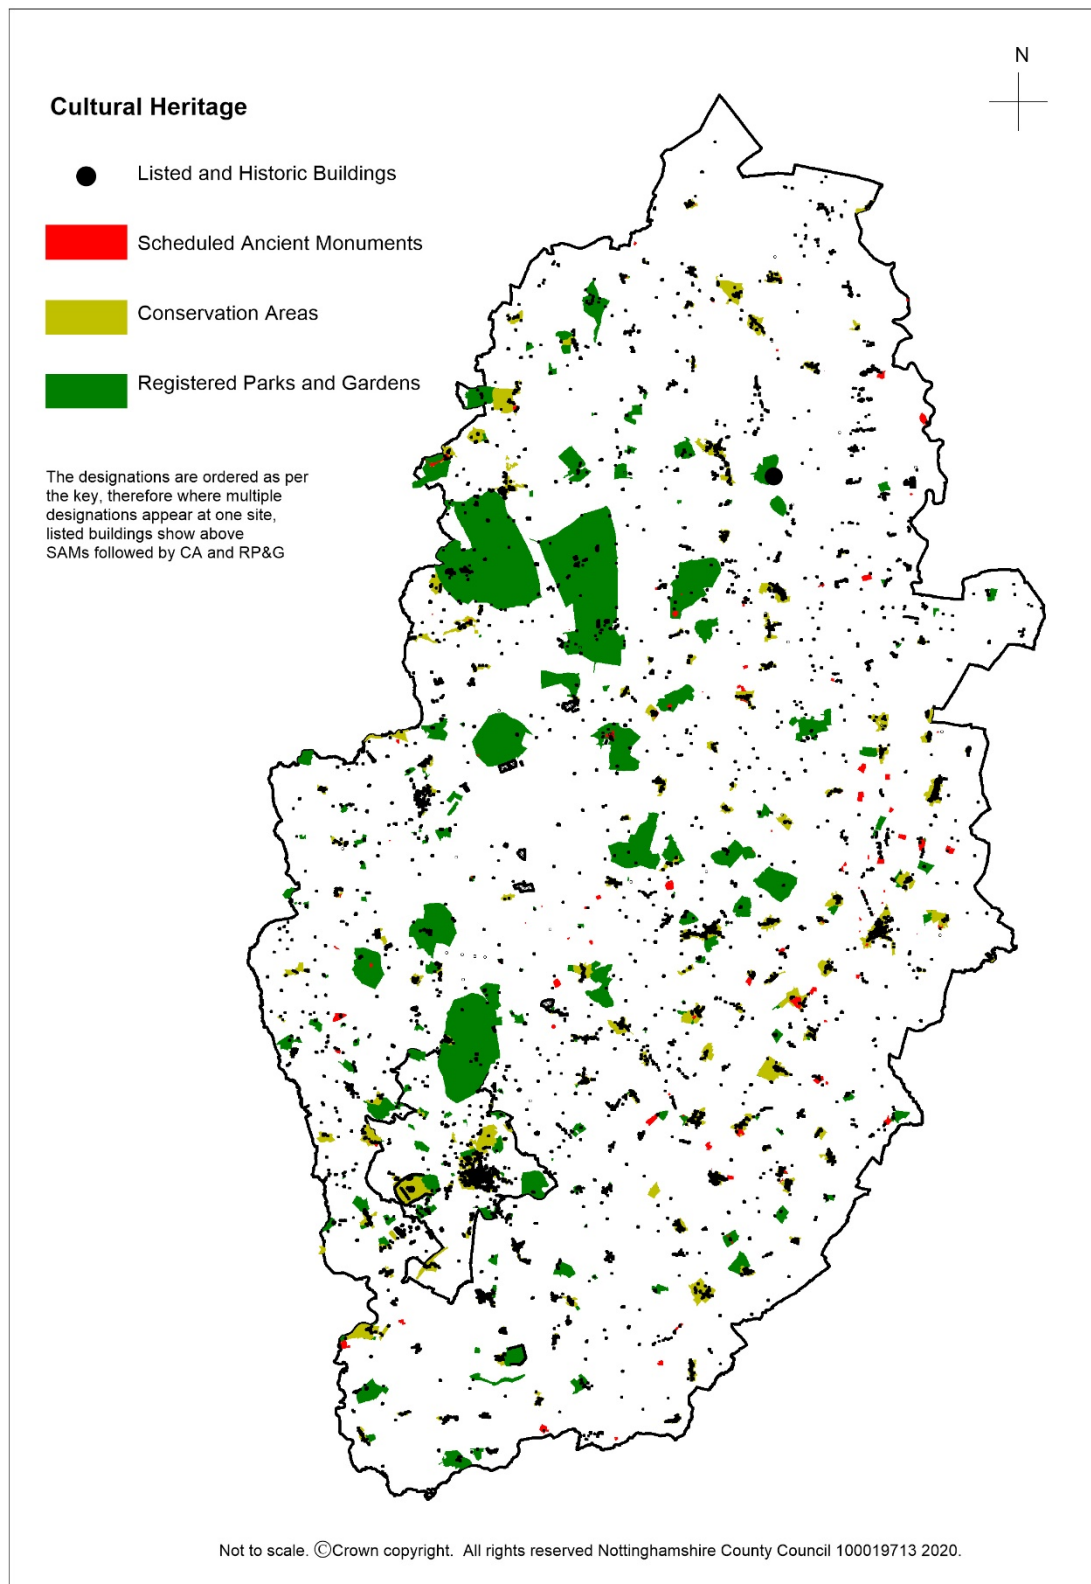 N
Cultural Heritage
Listed and Historic Buildings
Scheduled Ancient Monuments
Conservation Areas
Registered Parks and Gardens
The designations are ordered as per
the key, therefore where multiple
designations appear at one site,
listed buildings show above
SAMs followed by CA and RP&G
Not to scale. ©Crown copyright. All rights reserved Nottinghamshire County Council 100019713 2020.